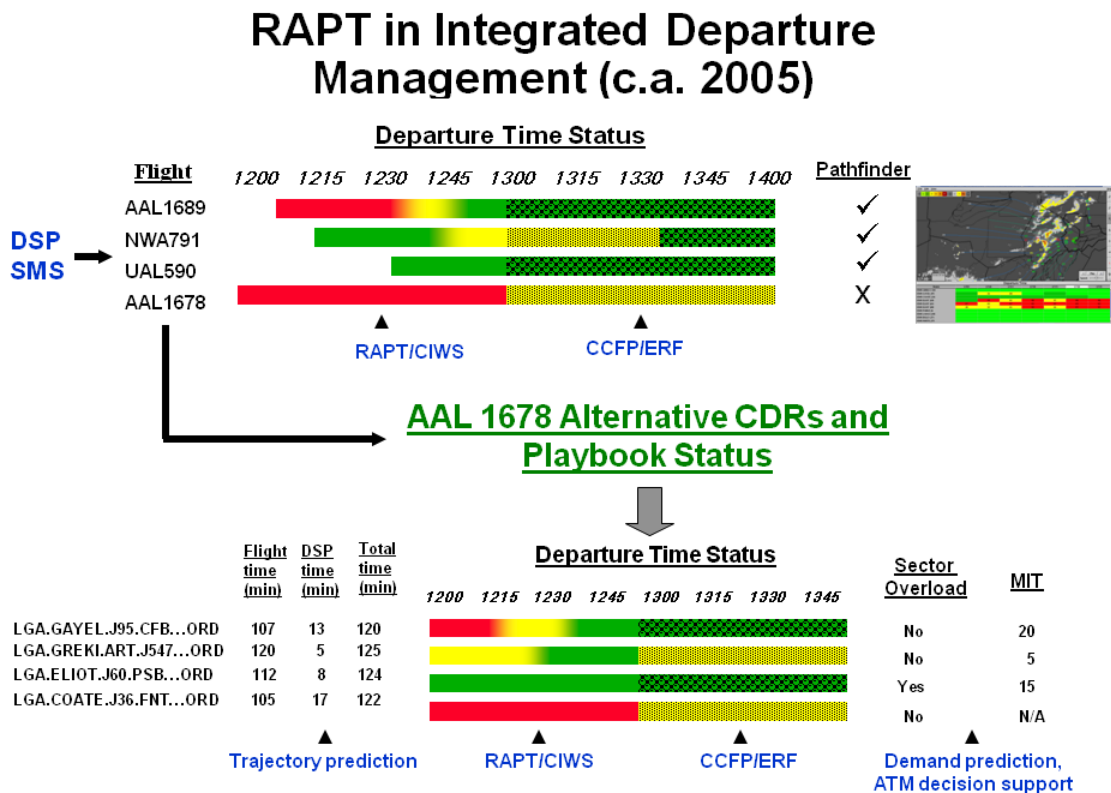 RAPT in Integrated Departure
Management (c.a. 2005)
Departure Time Status
Flight
1200 1215 1230 1245 1300 1315 1330 1345 1400
Pathfinder
AAL1689 ✓
DSP
SMS
NWA791 ✓
UAL590 ✓
AAL1678 X
RAPT/CIWS
CCFP/ERF
AAL 1678 Alternative CDRs and
Playbook Status
Flight
time
(min)
DSP
time
(min)
Total
time
(min)
Departure Time Status
1200 1215 1230 1245 1300 1315 1330 1345
Sector
Overload
MIT
LGA.GAYEL.J95.CFB...ORD 107 13 120 No 20
LGA.GREKI.ART.J547...ORD 120 5 125 No 5
LGA.ELIOT.J60.PSB...ORD 112 8 124 Yes 15
LGA.COATE.J36.FNT...ORD 105 17 122 No N/A
Trajectory prediction
RAPT/CIWS
CCFP/ERF
Demand prediction,
ATM decision support